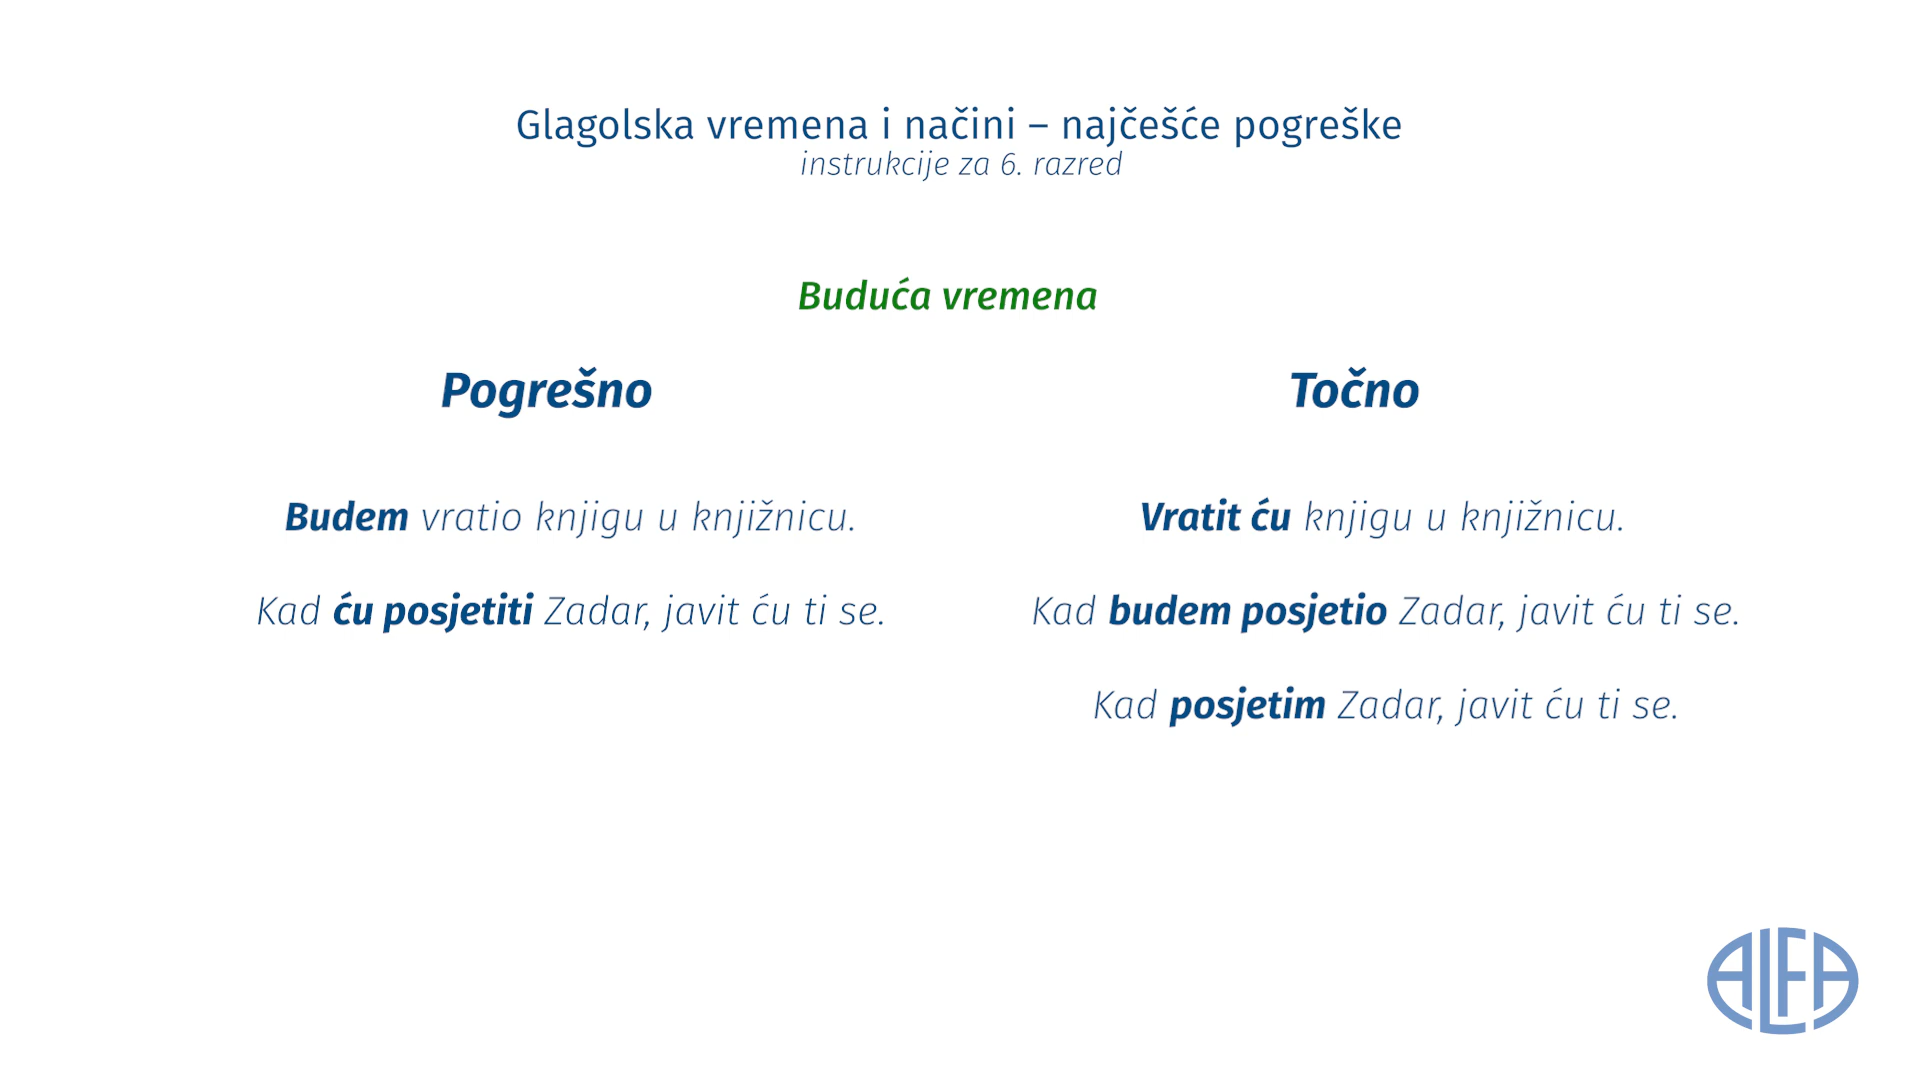 Glagolska vremena i načini – najčešće pogreške
instrukcije za 6. razred
Buduća vremena
Pogrešno
Točno
Budem vratio knjigu u knjižnicu.
Vratit ću knjigu u knjižnicu.
Kad ću posjetiti Zadar, javit ću ti se.
Kad budem posjetio Zadar, javit ću ti se.
Kad posjetim Zadar, javit ću ti se.
ALFA